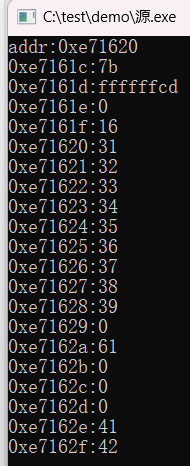 C:\test\demo\源.exe
addr:0xe71620
0xe7161c:7b
0xe7161d:ffffffcd
0xe7161e:0
0xe7161f:16
0xe71620:31
0xe71621:32
0xe71622:33
0xe71623:34
0xe71624:35
0xe71625:36
0xe71626:37
0xe71627:38
0xe71628:39
0xe71629:0
0xe7162a:61
0xe7162b:0
0xe7162c:0
0xe7162d:0
0xe7162e:41
0xe7162f:42